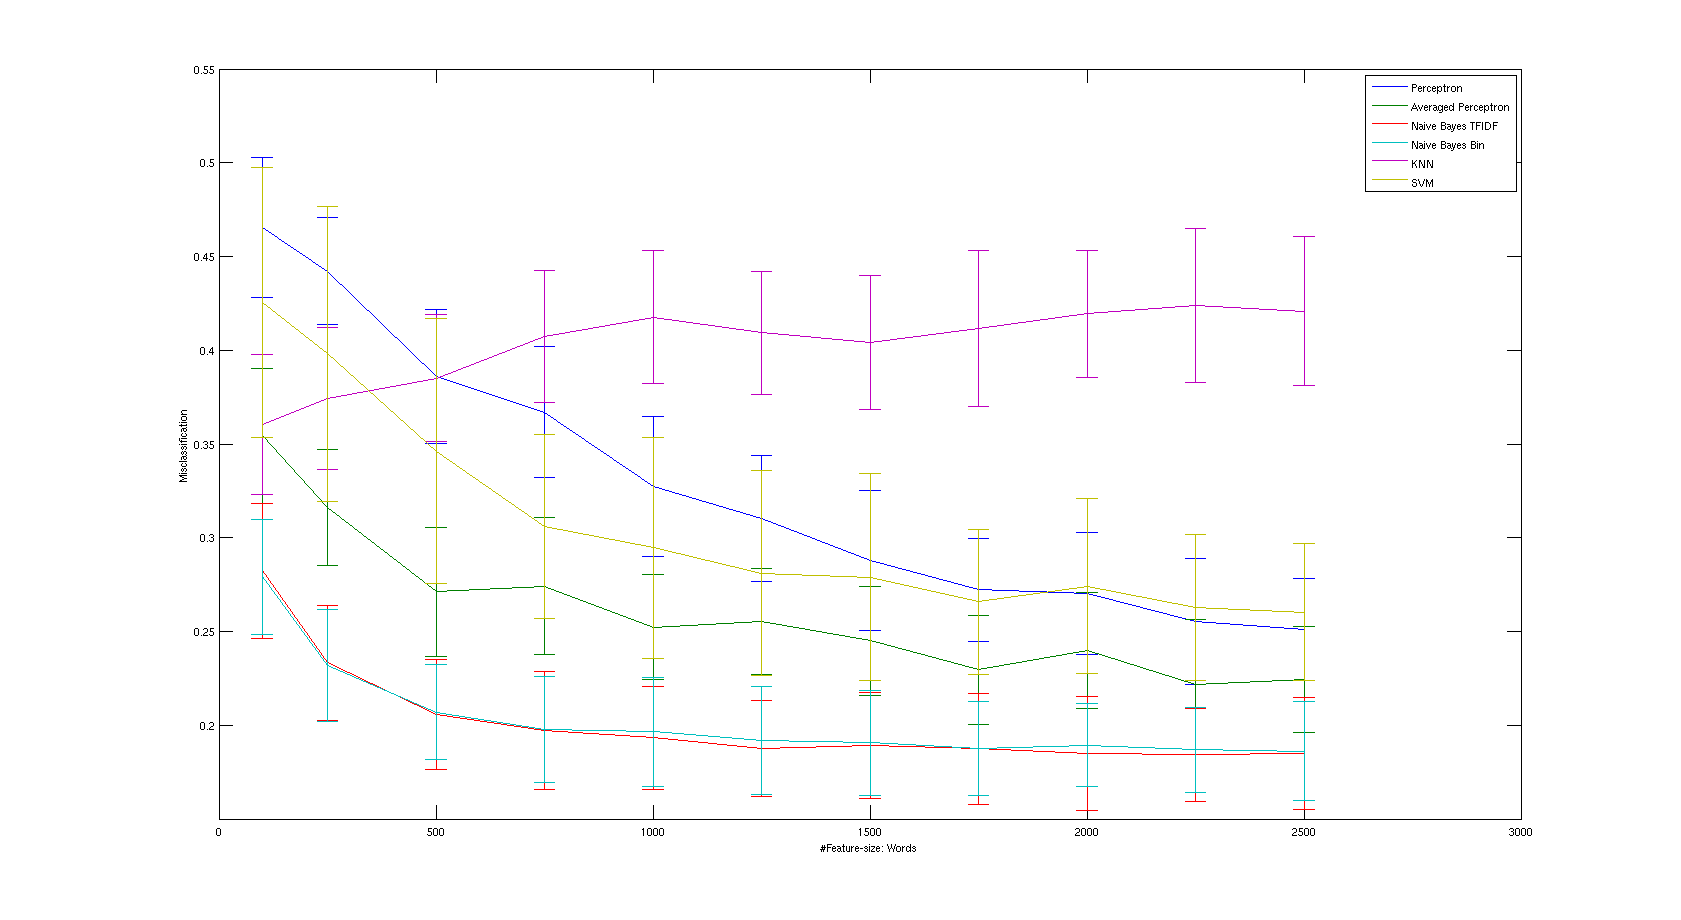 0.55
0.5
0.45
0.4
0.35
0.3
0.25
0.2
Misclassification
0 500 1000 1500 2000 2500 3000
#Feature-size: Words
Perceptron
Averaged Perceptron
Naive Bayes TFIDF
Naive Bayes Bin
KNN
SVM